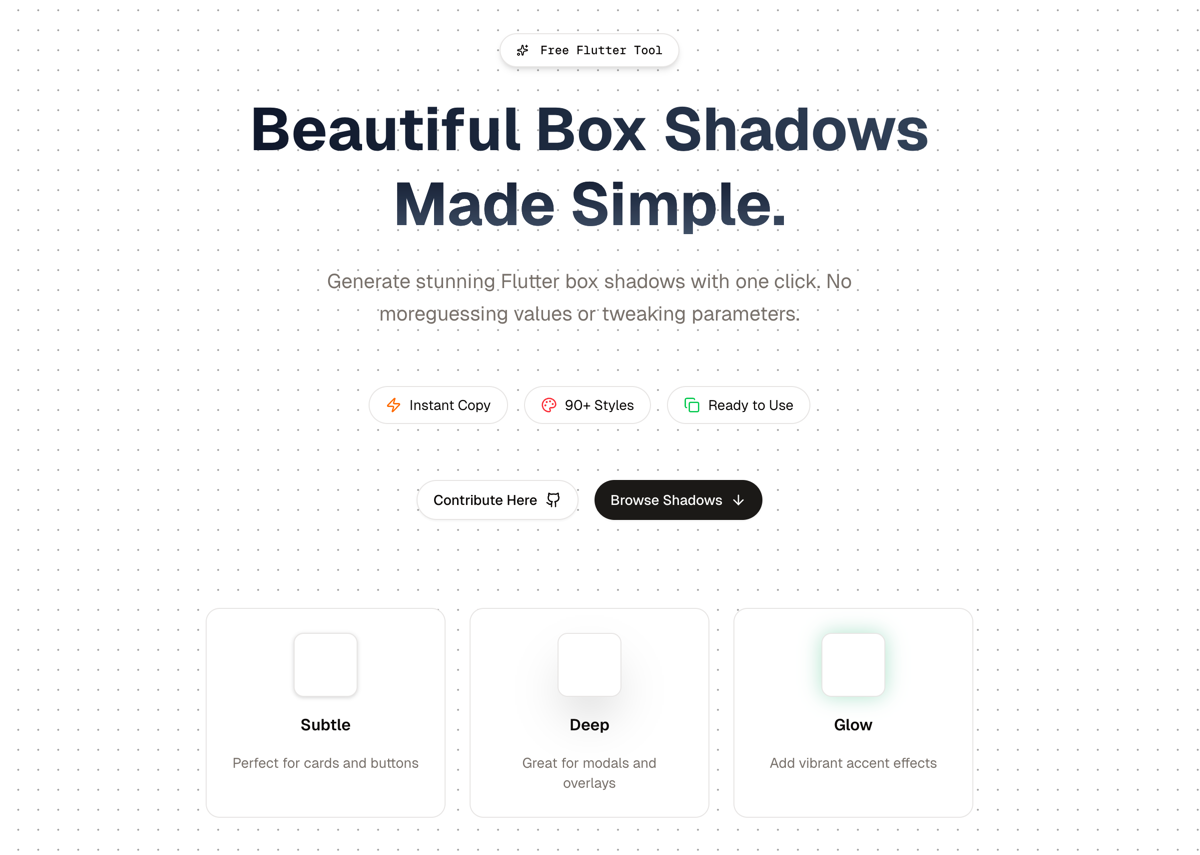 Free Flutter Tool
Beautiful Box Shadows
Made Simple.
Generate stunning Flutter box shadows with one click. No
moreguessing values or tweaking parameters.
Instant Copy
90+ Styles
Ready to Use
Contribute Here
Browse Shadows
Subtle
Perfect for cards and buttons
Deep
Great for modals and
overlays
Glow
Add vibrant accent effects